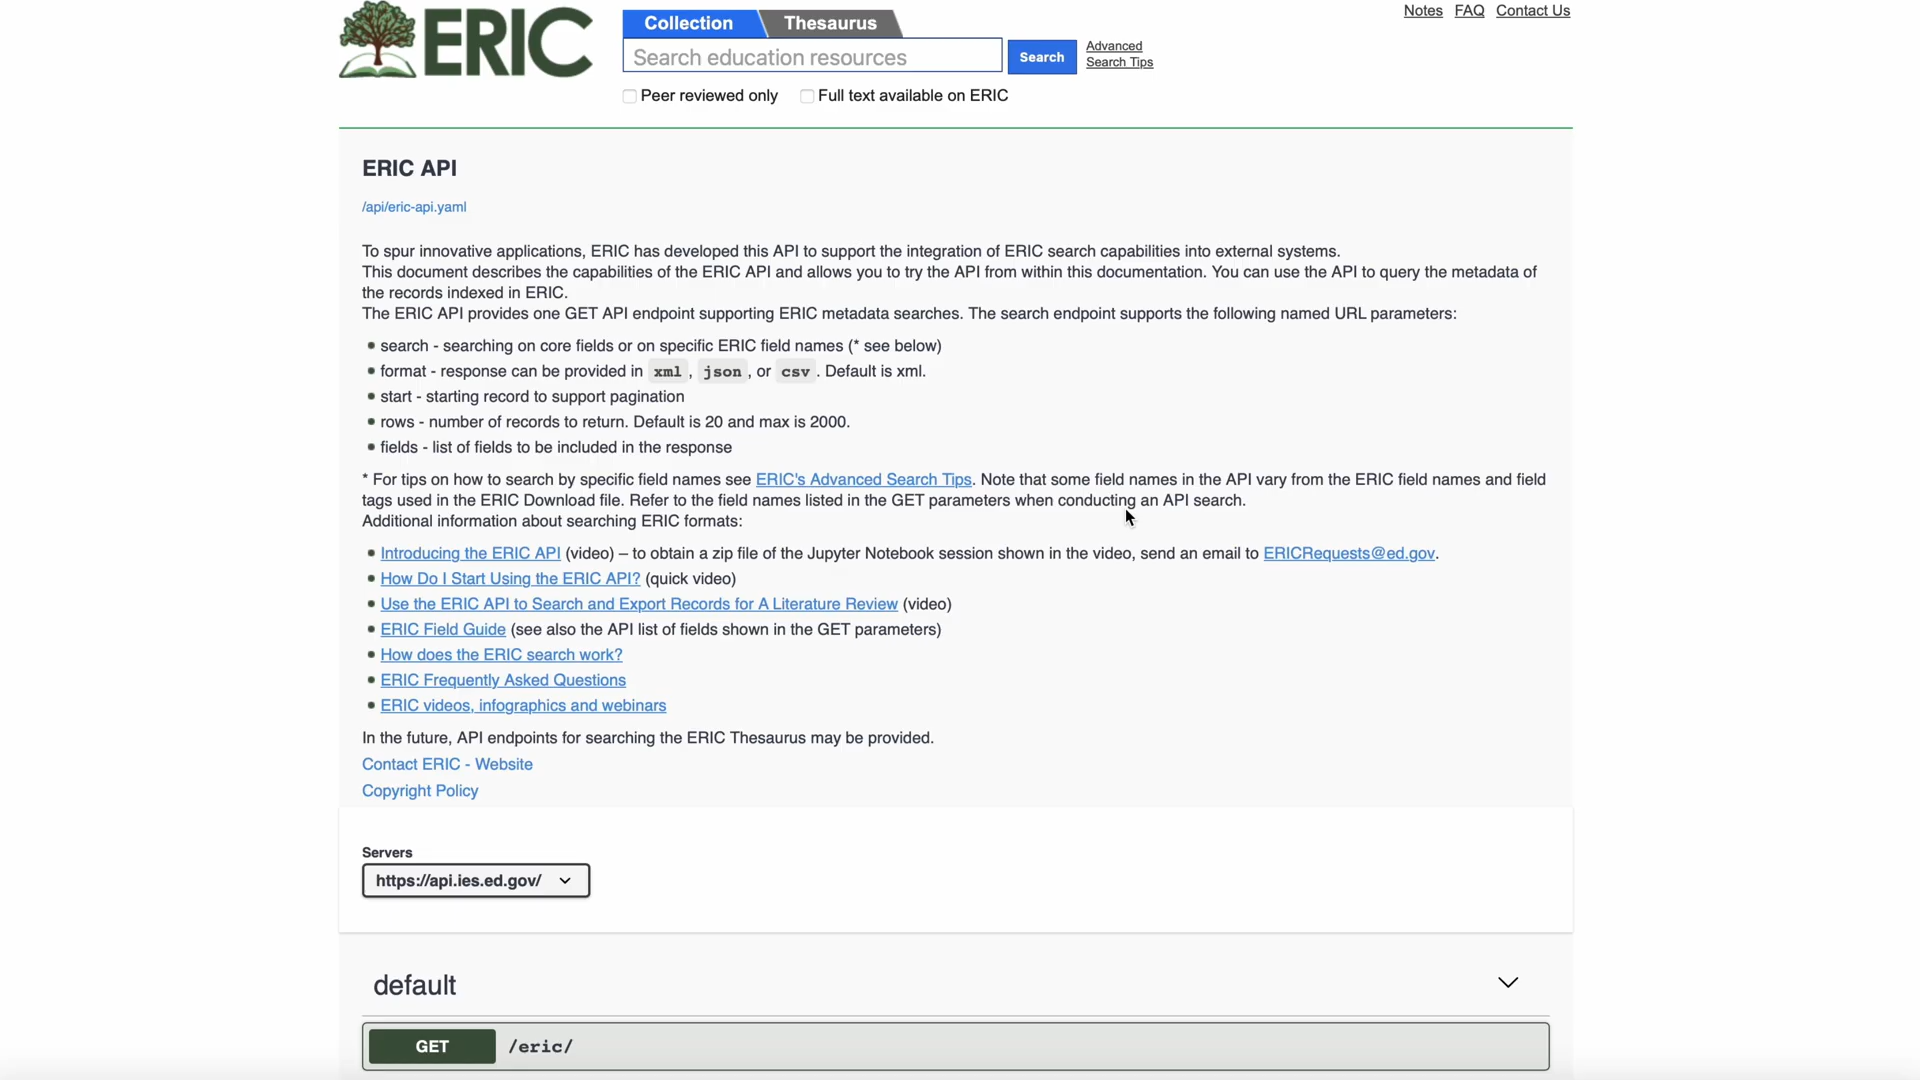 ERIC
Collection Thesaurus
Notes FAQ Contact Us
Search education resources
Search
Advanced
Search Tips
Peer reviewed only Full text available on ERIC
ERIC API
/api/eric-api.yaml
To spur innovative applications, ERIC has developed this API to support the integration of ERIC search capabilities into external systems.
This document describes the capabilities of the ERIC API and allows you to try the API from within this documentation. You can use the API to query the metadata of
the records indexed in ERIC.
The ERIC API provides one GET API endpoint supporting ERIC metadata searches. The search endpoint supports the following named URL parameters:
• search - searching on core fields or on specific ERIC field names (* see below)
• format - response can be provided in xml, json, or csv. Default is xml.
• start - starting record to support pagination
• rows - number of records to return. Default is 20 and max is 2000.
• fields - list of fields to be included in the response
* For tips on how to search by specific field names see ERIC's Advanced Search Tips. Note that some field names in the API vary from the ERIC field names and field
tags used in the ERIC Download file. Refer to the field names listed in the GET parameters when conducting an API search.
Additional information about searching ERIC formats:
• Introducing the ERIC API (video) – to obtain a zip file of the Jupyter Notebook session shown in the video, send an email to ERICRequests@ed.gov.
• How Do I Start Using the ERIC API? (quick video)
• Use the ERIC API to Search and Export Records for A Literature Review (video)
• ERIC Field Guide (see also the API list of fields shown in the GET parameters)
• How does the ERIC search work?
• ERIC Frequently Asked Questions
• ERIC videos, infographics and webinars
In the future, API endpoints for searching the ERIC Thesaurus may be provided.
Contact ERIC - Website
Copyright Policy
Servers
https://api.ies.ed.gov/
default
GET /eric/